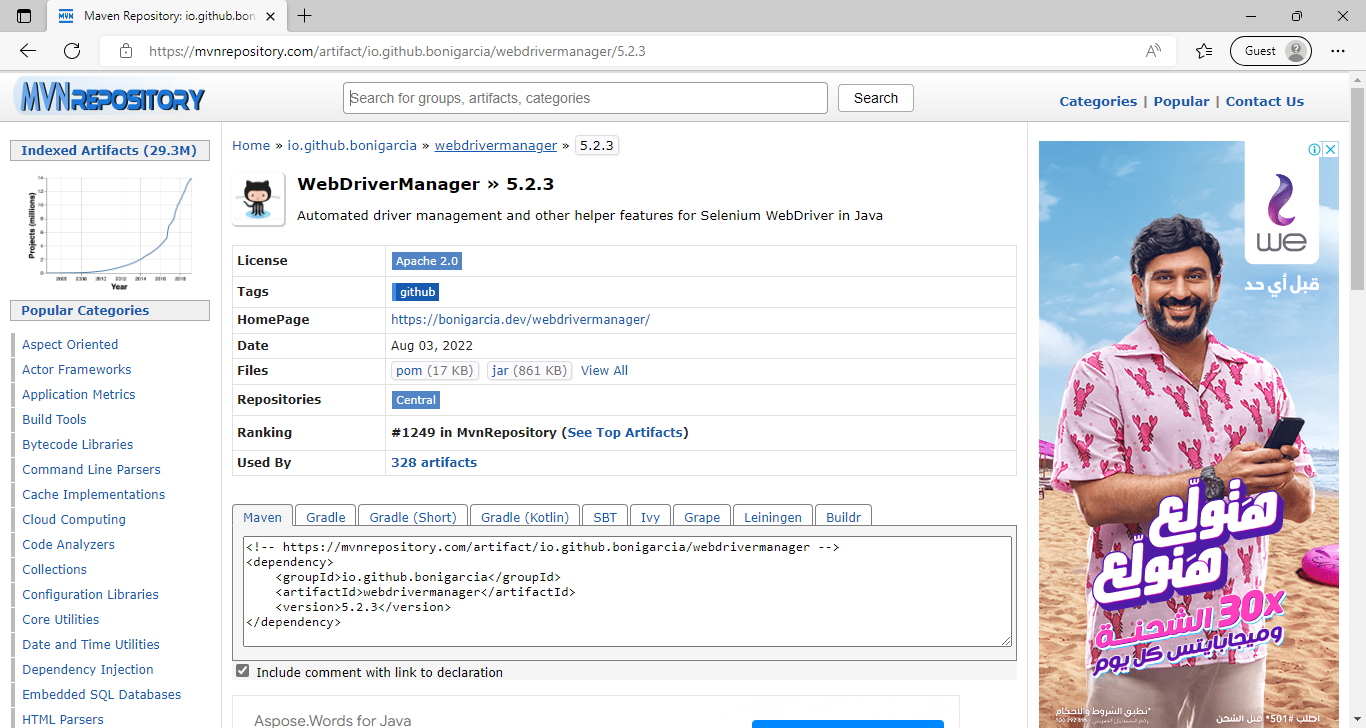 Maven Repository: io.github.bon
https://mvnrepository.com/artifact/io.github.bonigarcia/webdrivermanager/5.2.3
Guest
MVNREPOSITORY
Search for groups, artifacts, categories
Search
Categories | Popular | Contact Us
Indexed Artifacts (29.3M)
Projects (millions)
Year
Popular Categories
Aspect Oriented
Actor Frameworks
Application Metrics
Build Tools
Bytecode Libraries
Command Line Parsers
Cache Implementations
Cloud Computing
Code Analyzers
Collections
Configuration Libraries
Core Utilities
Date and Time Utilities
Dependency Injection
Embedded SQL Databases
HTML Parsers
Home » io.github.bonigarcia » webdrivermanager » 5.2.3
WebDriverManager » 5.2.3
Automated driver management and other helper features for Selenium WebDriver in Java
License Apache 2.0
Tags github
HomePage https://bonigarcia.dev/webdrivermanager/
Date Aug 03, 2022
Files pom (17 KB) jar (861 KB) View All
Repositories Central
Ranking #1249 in MvnRepository (See Top Artifacts)
Used By 328 artifacts
Maven Gradle Gradle (Short) Gradle (Kotlin) SBT Ivy Grape Leiningen Buildr
<!-- https://mvnrepository.com/artifact/io.github.bonigarcia/webdrivermanager -->
<dependency>
<groupId>io.github.bonigarcia</groupId>
<artifactId>webdrivermanager</artifactId>
<version>5.2.3</version>
</dependency>
Include comment with link to declaration
Aspose.Words for Java
we
قبل أي حد
هتولّع
هتولّع
30X الشحنة
وميجابايتس كل يوم
*تطبق الشروط والأحكام
اطلب #501* قبل الشحن